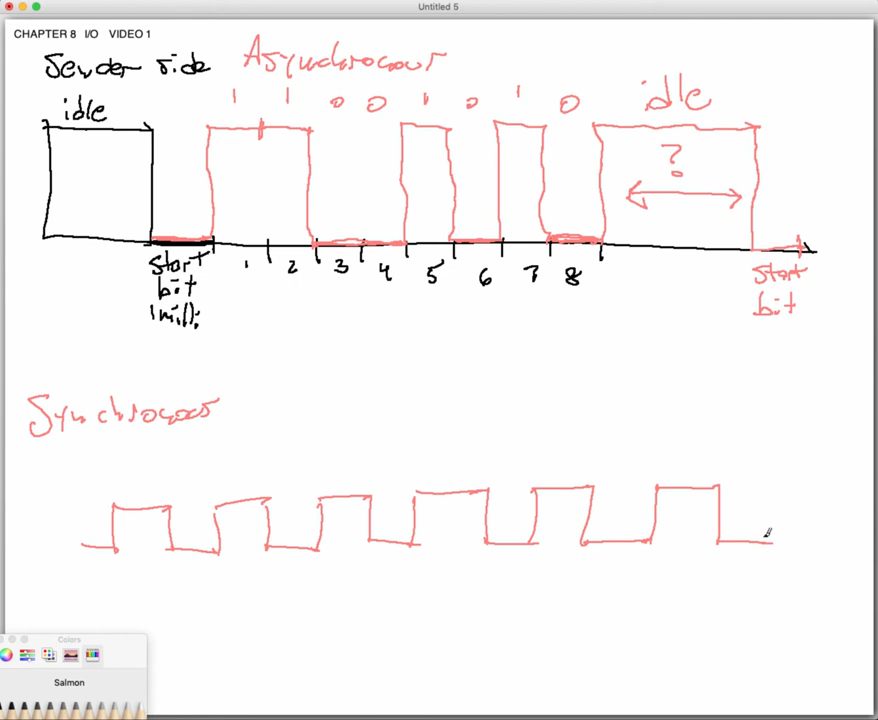 Untitled 5
CHAPTER 8 I/O VIDEO 1
Sender side Asynchronous
idle 1 1 0 0 1 0 1 0 idle
?
1 2 3 4 5 6 7 8
start
bit
start
bit
Synchronous
Colors
Salmon